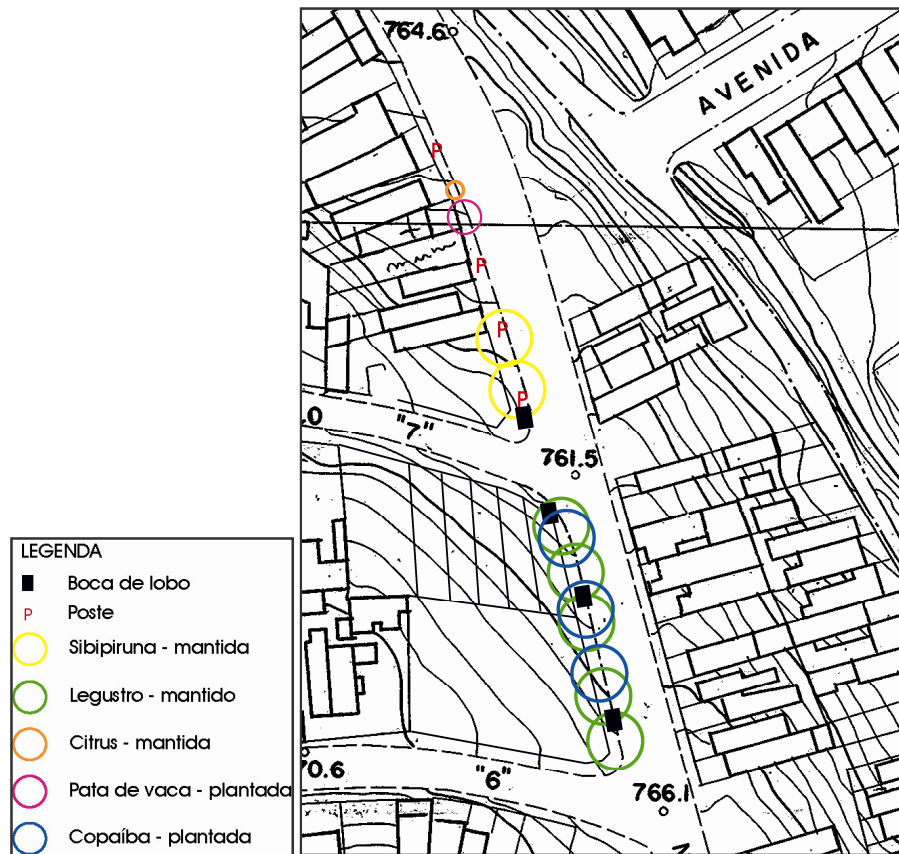 764.6
AVENIDA
P
P
P
P
.0
"7"
761.5
LEGENDA
Boca de lobo
P Poste
Sibipiruna - mantida
Legustro - mantido
Citrus - mantida
Pata de vaca - plantada
Copaíba - plantada
70.6
"6"
766.1